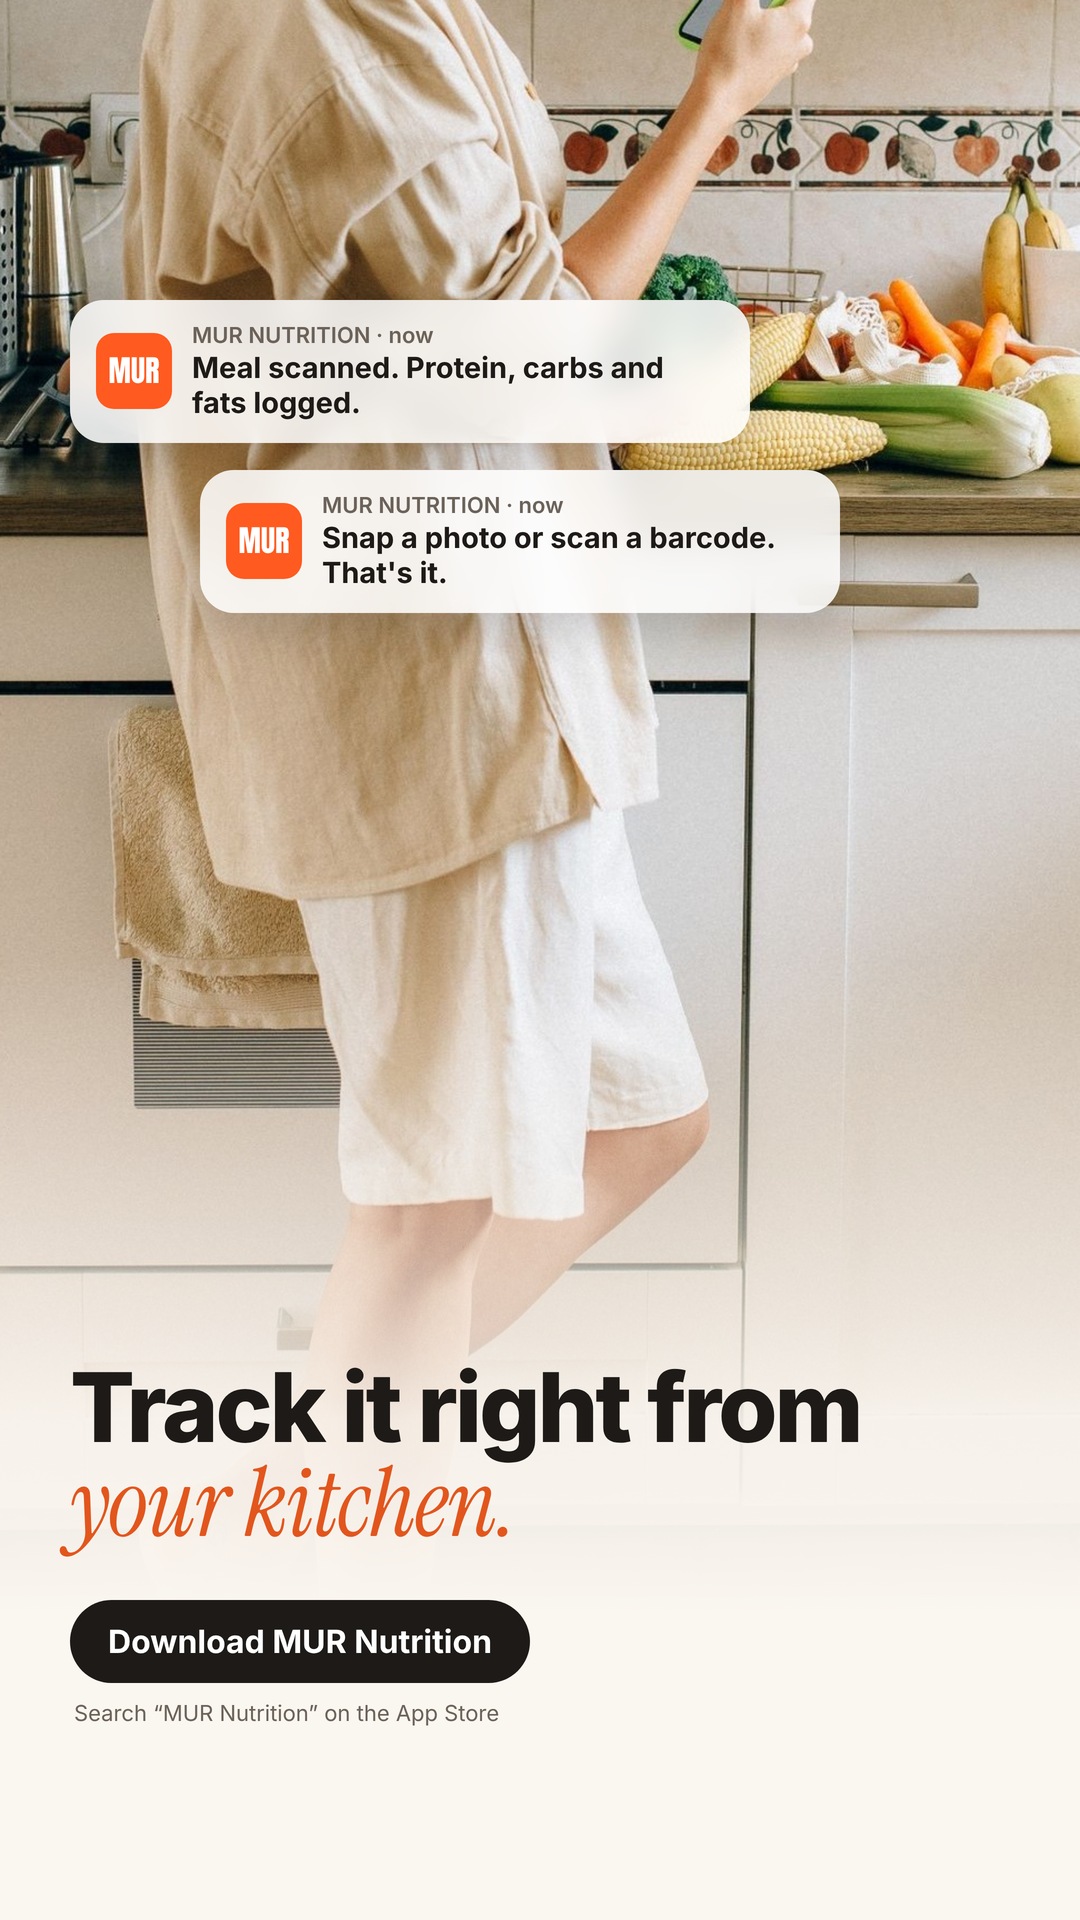 MUR
MUR NUTRITION · now
Meal scanned. Protein, carbs and
fats logged.
MUR
MUR NUTRITION · now
Snap a photo or scan a barcode.
That's it.
Track it right from
your kitchen.
Download MUR Nutrition
Search “MUR Nutrition” on the App Store